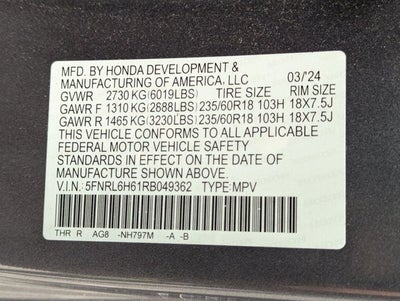 MFD. BY HONDA DEVELOPMENT &
MANUFACTURING OF AMERICA, LLC 03/'24
GVWR 2730 KG(6019LBS) TIRE SIZE RIM SIZE
GAWR F 1310 KG(2688LBS) 235/60R18 103H 18X7.5J
GAWR R 1465 KG(3230LBS) 235/60R18 103H 18X7.5J
THIS VEHICLE CONFORMS TO ALL APPLICABLE
FEDERAL MOTOR VEHICLE SAFETY
STANDARDS IN EFFECT ON THE DATE OF
MANUFACTURE SHOWN ABOVE.
V.I.N. 5FNRL6H61RB049362 TYPE:MPV
THR R AG8 -NH797M -A -B